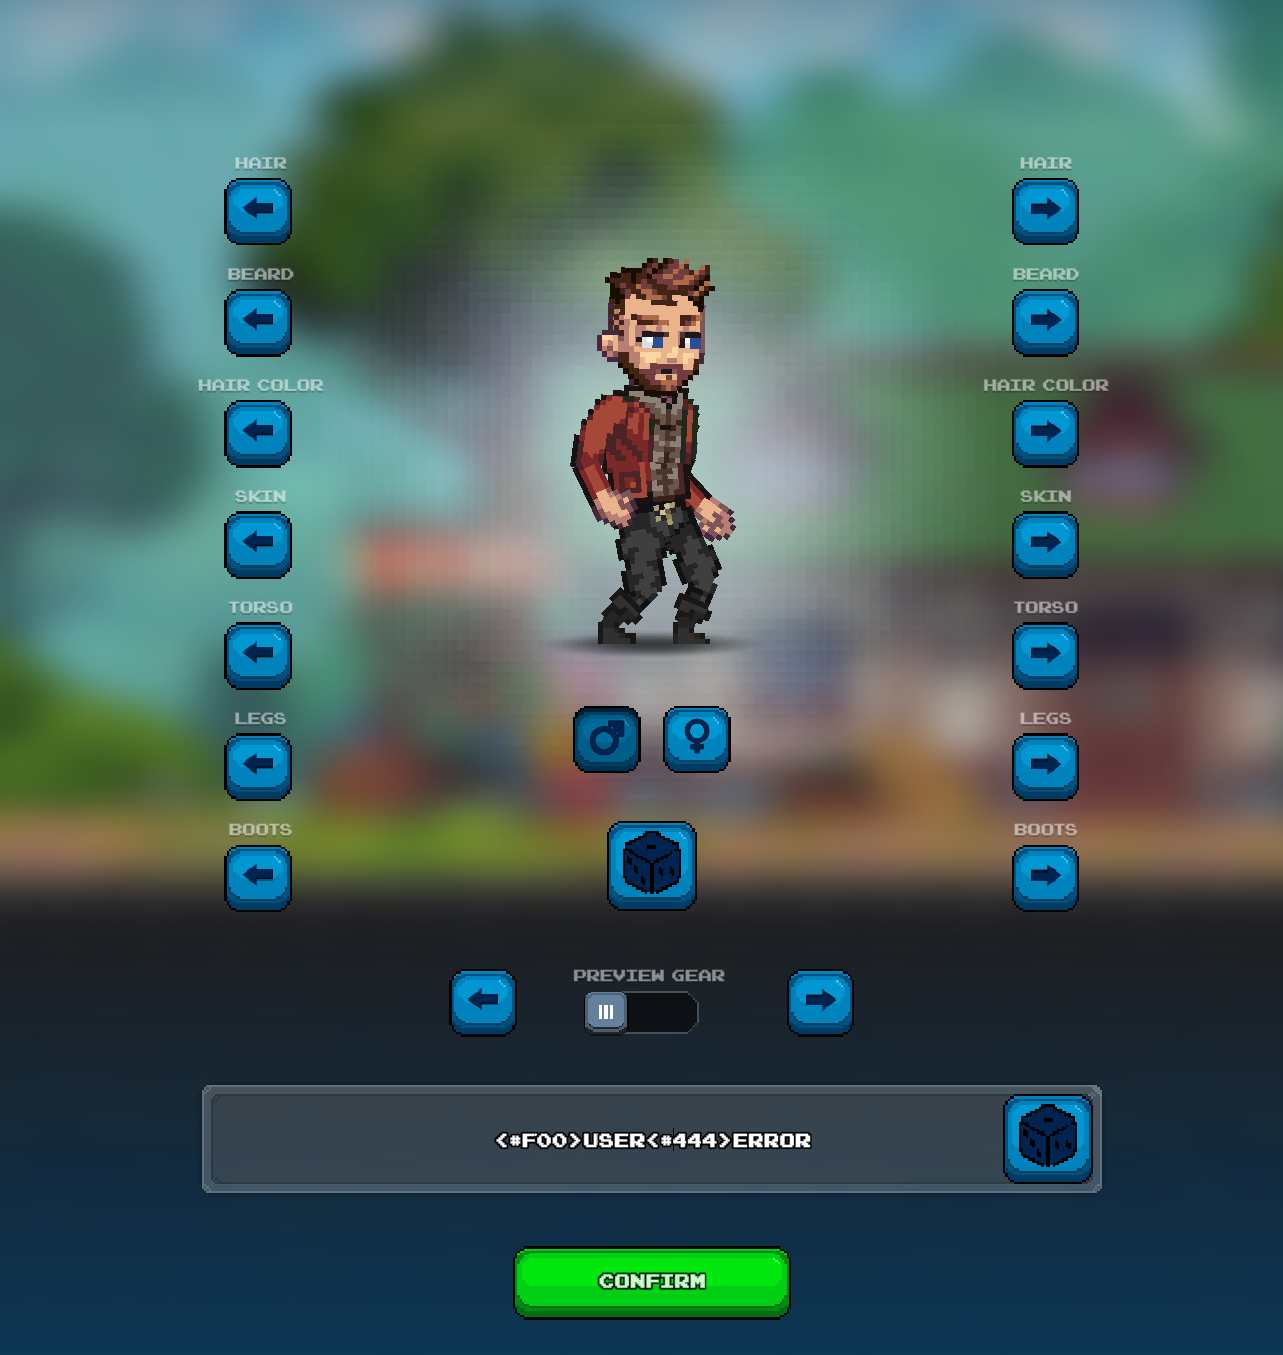 HAIR HAIR
BEARD BEARD
HAIR COLOR HAIR COLOR
SKIN SKIN
TORSO TORSO
LEGS LEGS
BOOTS BOOTS
PREVIEW GEAR
<#F00>USER<#444>ERROR
CONFIRM